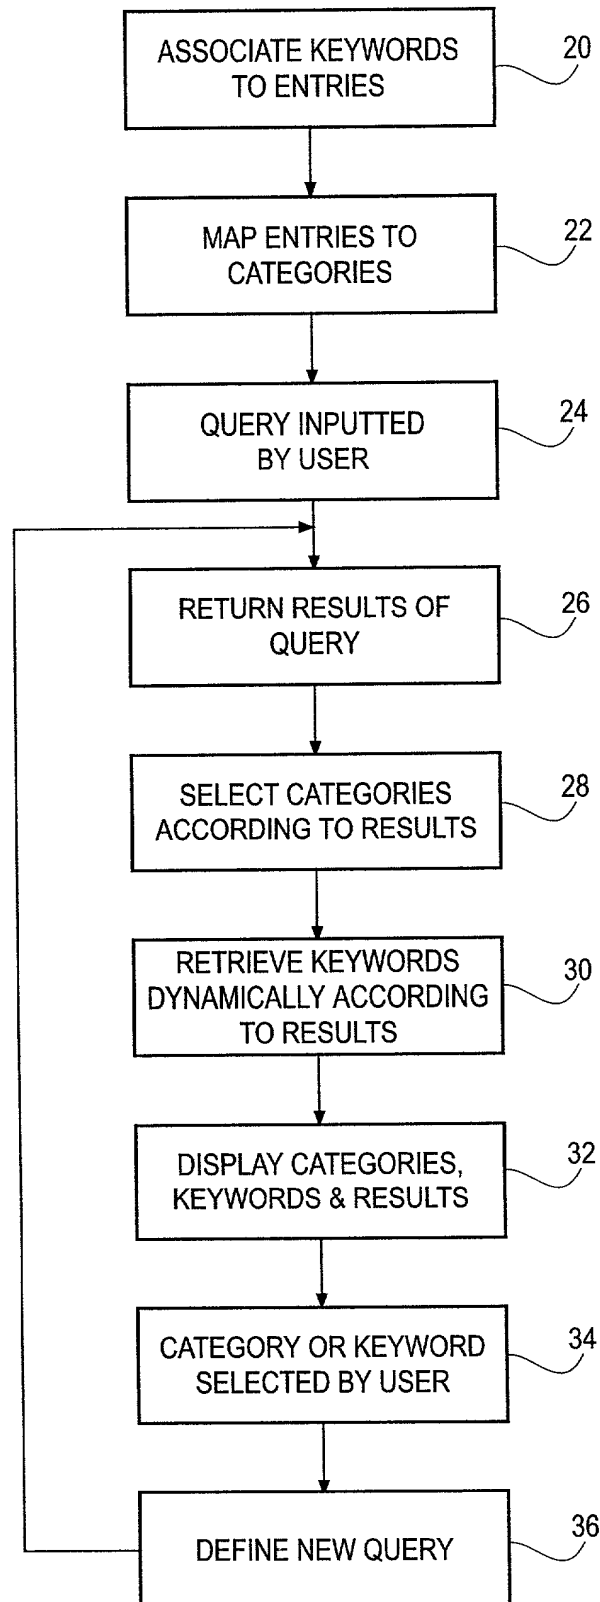 ASSOCIATE KEYWORDS
TO ENTRIES
20
MAP ENTRIES TO
CATEGORIES
22
QUERY INPUTTED
BY USER
24
RETURN RESULTS OF
QUERY
26
SELECT CATEGORIES
ACCORDING TO RESULTS
28
RETRIEVE KEYWORDS
DYNAMICALLY ACCORDING
TO RESULTS
30
DISPLAY CATEGORIES,
KEYWORDS & RESULTS
32
CATEGORY OR KEYWORD
SELECTED BY USER
34
DEFINE NEW QUERY
36